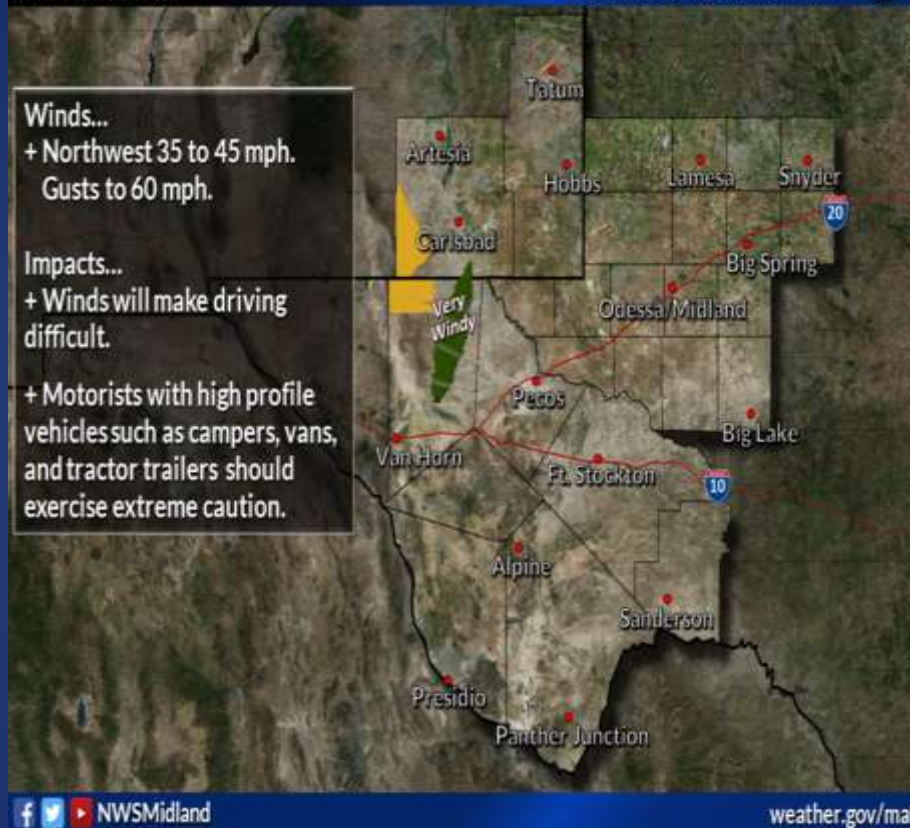 Winds...
+ Northwest 35 to 45 mph.
Gusts to 60 mph.
Impacts...
+ Winds will make driving
difficult.
+ Motorists with high profile
vehicles such as campers, vans,
and tractor trailers should
exercise extreme caution.
Tatum
Artesia
Hobbs
Lamesa
Snyder
20
Carlsbad
Big Spring
Very
Windy
Odessa/Midland
Pecos
Big Lake
Van Horn
Ft. Stockton
10
Alpine
Sanderson
Presidio
Panther Junction
NWSMidland
weather.gov/ma